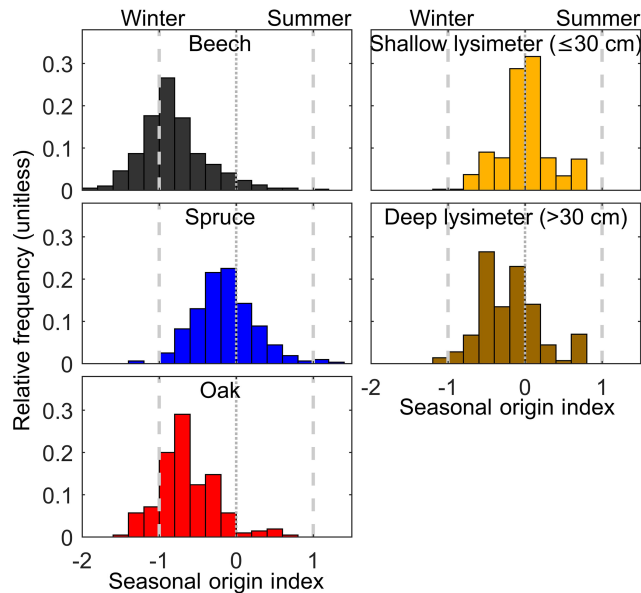 Winter Summer
Beech
0.3
0.2
0.1
0
Winter Summer
Shallow lysimeter (≤30 cm)
Relative frequency (unitless)
Spruce
0.3
0.2
0.1
0
Deep lysimeter (>30 cm)
-2 -1 0 1
Seasonal origin index
Oak
0.3
0.2
0.1
0
-2 -1 0 1
Seasonal origin index